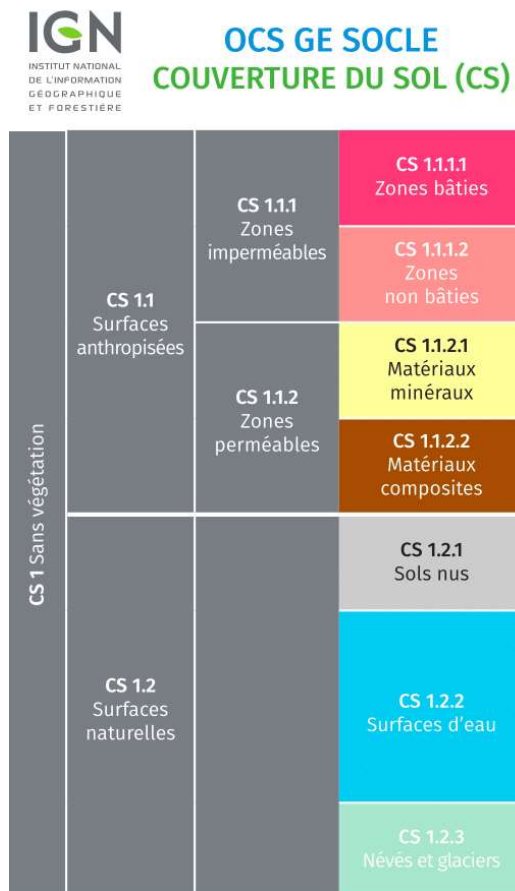 IGN
INSTITUT NATIONAL
DE L'INFORMATION
GÉOGRAPHIQUE
ET FORESTIÈRE
OCS GE SOCLE
COUVERTURE DU SOL (CS)
CS 1 Sans végétation
CS 1.1
Surfaces
anthropisées
CS 1.1.1
Zones
imperméables
CS 1.1.1.1
Zones bâties
CS 1.1.1.2
Zones
non bâties
CS 1.1.2
Zones
perméables
CS 1.1.2.1
Matériaux
minéraux
CS 1.1.2.2
Matériaux
composites
CS 1.2
Surfaces
naturelles
CS 1.2.1
Sols nus
CS 1.2.2
Surfaces d'eau
CS 1.2.3
Névés et glaciers